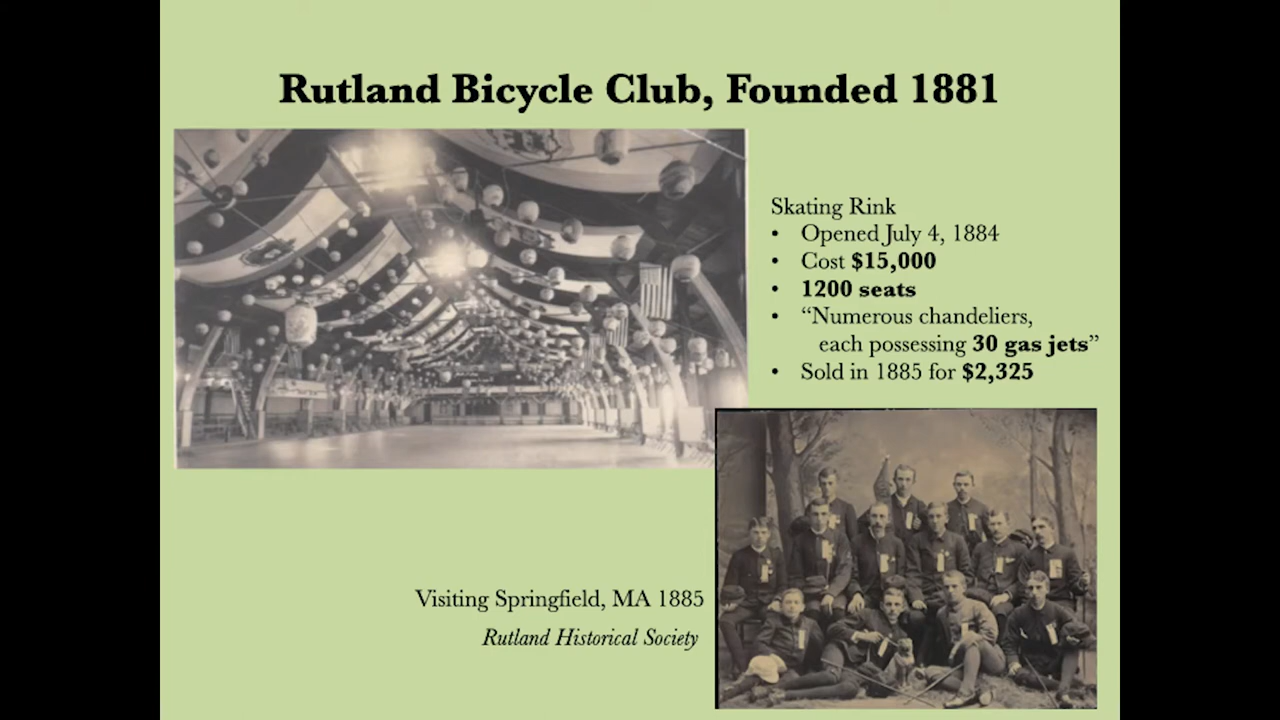 Rutland Bicycle Club, Founded 1881
Skating Rink
• Opened July 4, 1884
• Cost $15,000
• 1200 seats
• “Numerous chandeliers,
each possessing 30 gas jets”
• Sold in 1885 for $2,325
Visiting Springfield, MA 1885
Rutland Historical Society